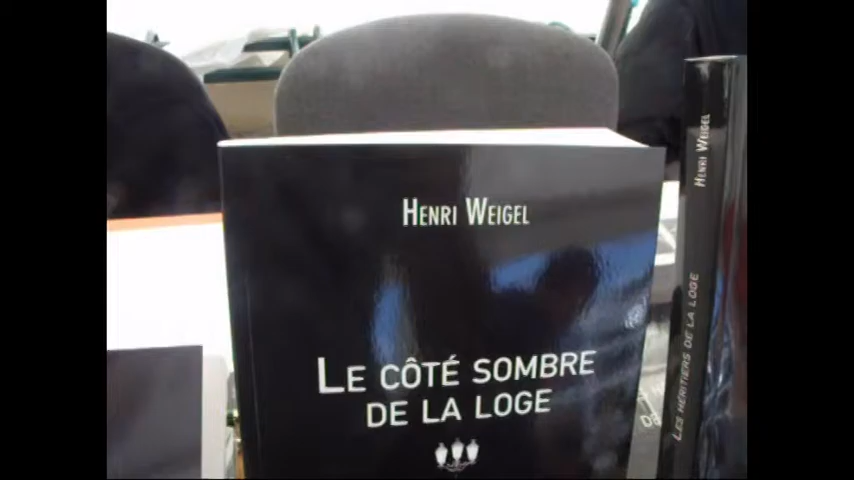 HENRI WEIGEL
LE CÔTÉ SOMBRE
DE LA LOGE
HENRI WEIGEL
LES HÉRITIERS DE LA LOGE